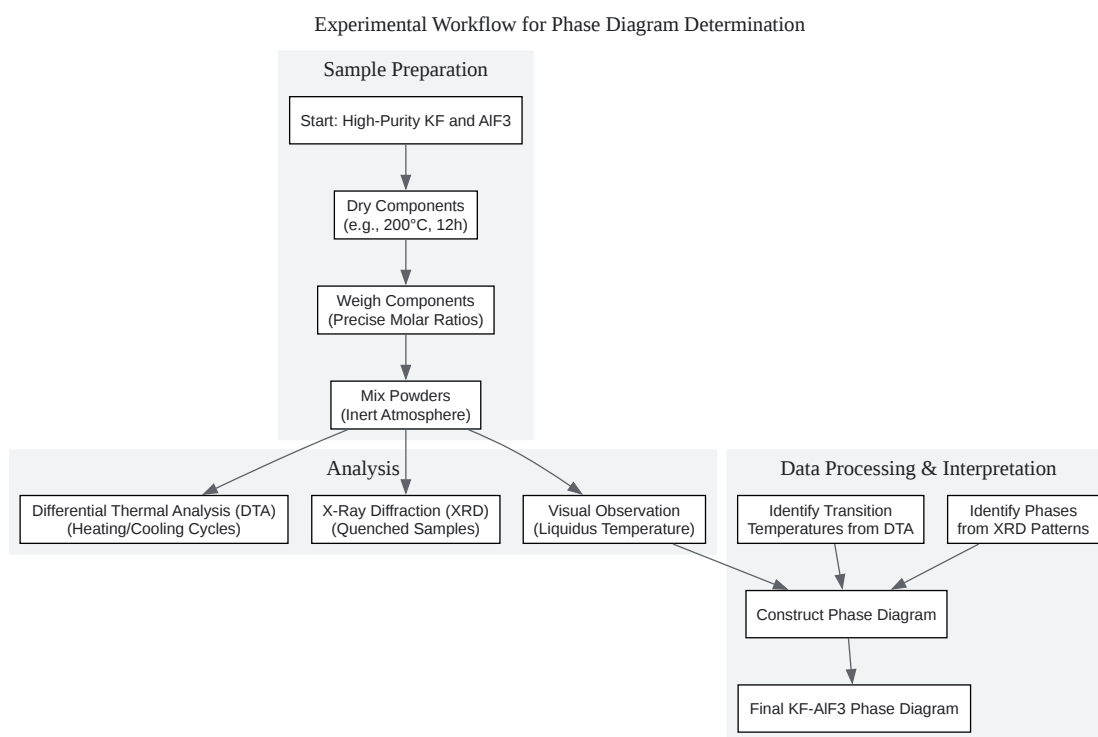 Experimental Workflow for Phase Diagram Determination
Sample Preparation
Start: High-Purity KF and AlF3
Dry Components
(e.g., 200°C, 12h)
Weigh Components
(Precise Molar Ratios)
Mix Powders
(Inert Atmosphere)
Analysis
Differential Thermal Analysis (DTA)
(Heating/Cooling Cycles)
X-Ray Diffraction (XRD)
(Quenched Samples)
Visual Observation
(Liquidus Temperature)
Data Processing & Interpretation
Identify Transition
Temperatures from DTA
Identify Phases
from XRD Patterns
Construct Phase Diagram
Final KF-AlF3 Phase Diagram